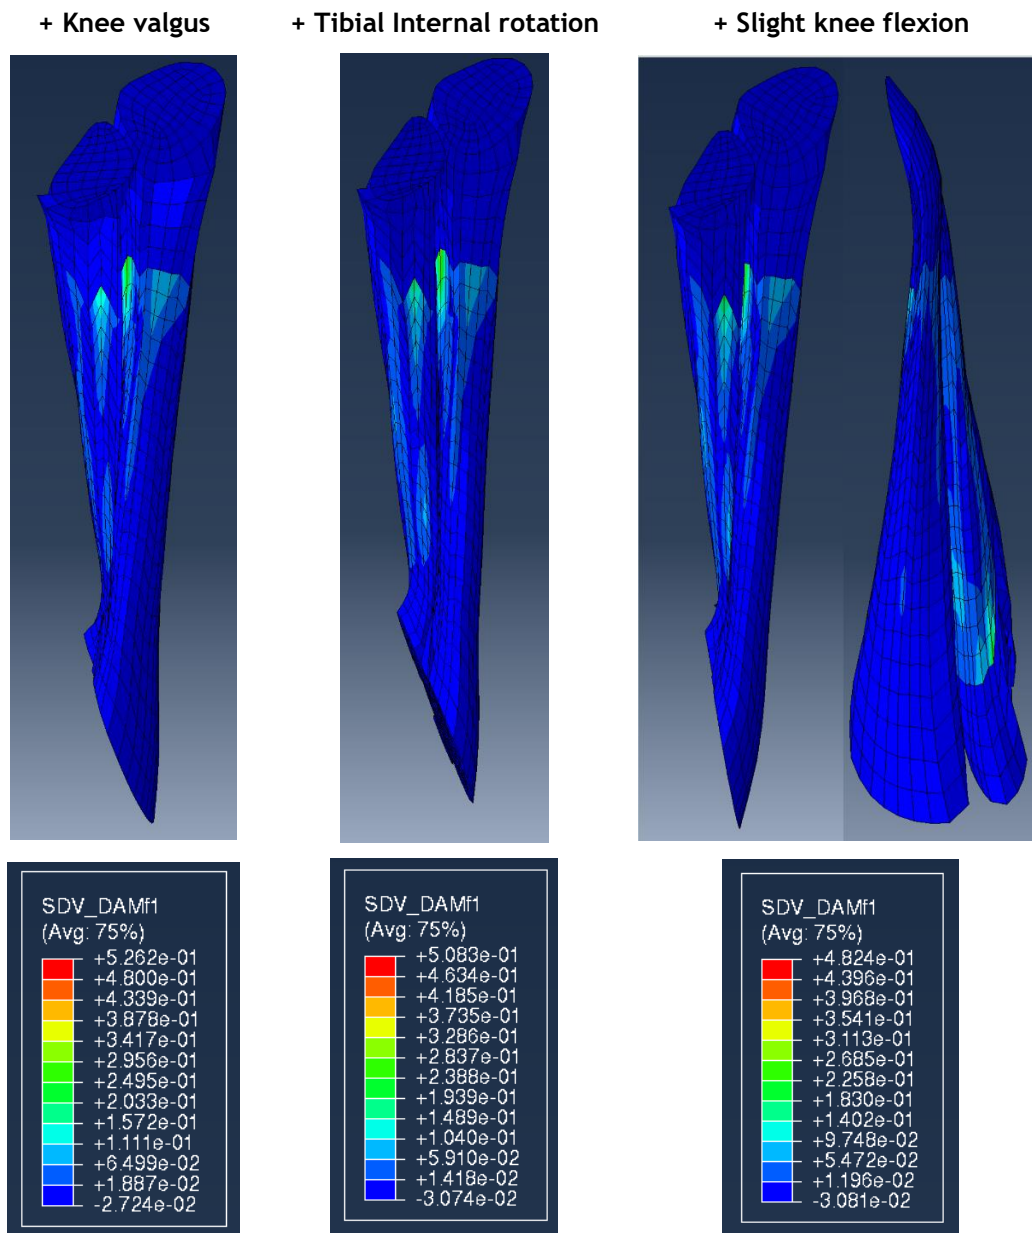 + Knee valgus
+ Tibial Internal rotation
+ Slight knee flexion
SDV_DAMf1
(Avg: 75%)
+5.262e-01
+4.800e-01
+4.339e-01
+3.878e-01
+3.417e-01
+2.956e-01
+2.495e-01
+2.033e-01
+1.572e-01
+1.111e-01
+6.499e-02
+1.887e-02
-2.724e-02
SDV_DAMf1
(Avg: 75%)
+5.083e-01
+4.634e-01
+4.185e-01
+3.735e-01
+3.286e-01
+2.837e-01
+2.388e-01
+1.939e-01
+1.489e-01
+1.040e-01
+5.910e-02
+1.418e-02
-3.074e-02
SDV_DAMf1
(Avg: 75%)
+4.824e-01
+4.396e-01
+3.968e-01
+3.541e-01
+3.113e-01
+2.685e-01
+2.258e-01
+1.830e-01
+1.402e-01
+9.748e-02
+5.472e-02
+1.196e-02
-3.081e-02